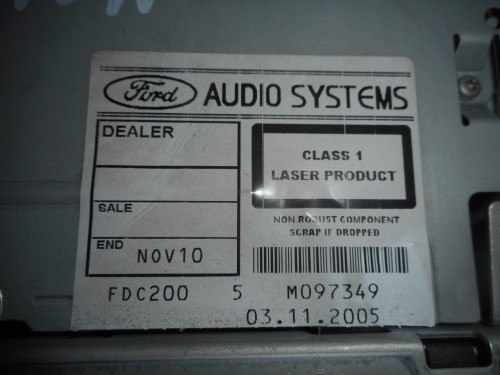 Ford AUDIO SYSTEMS
DEALER
SALE
END NOV10
CLASS 1
LASER PRODUCT
NON ROBUST COMPONENT
SCRAP IF DROPPED
FDC200 5 M097349
03.11.2005